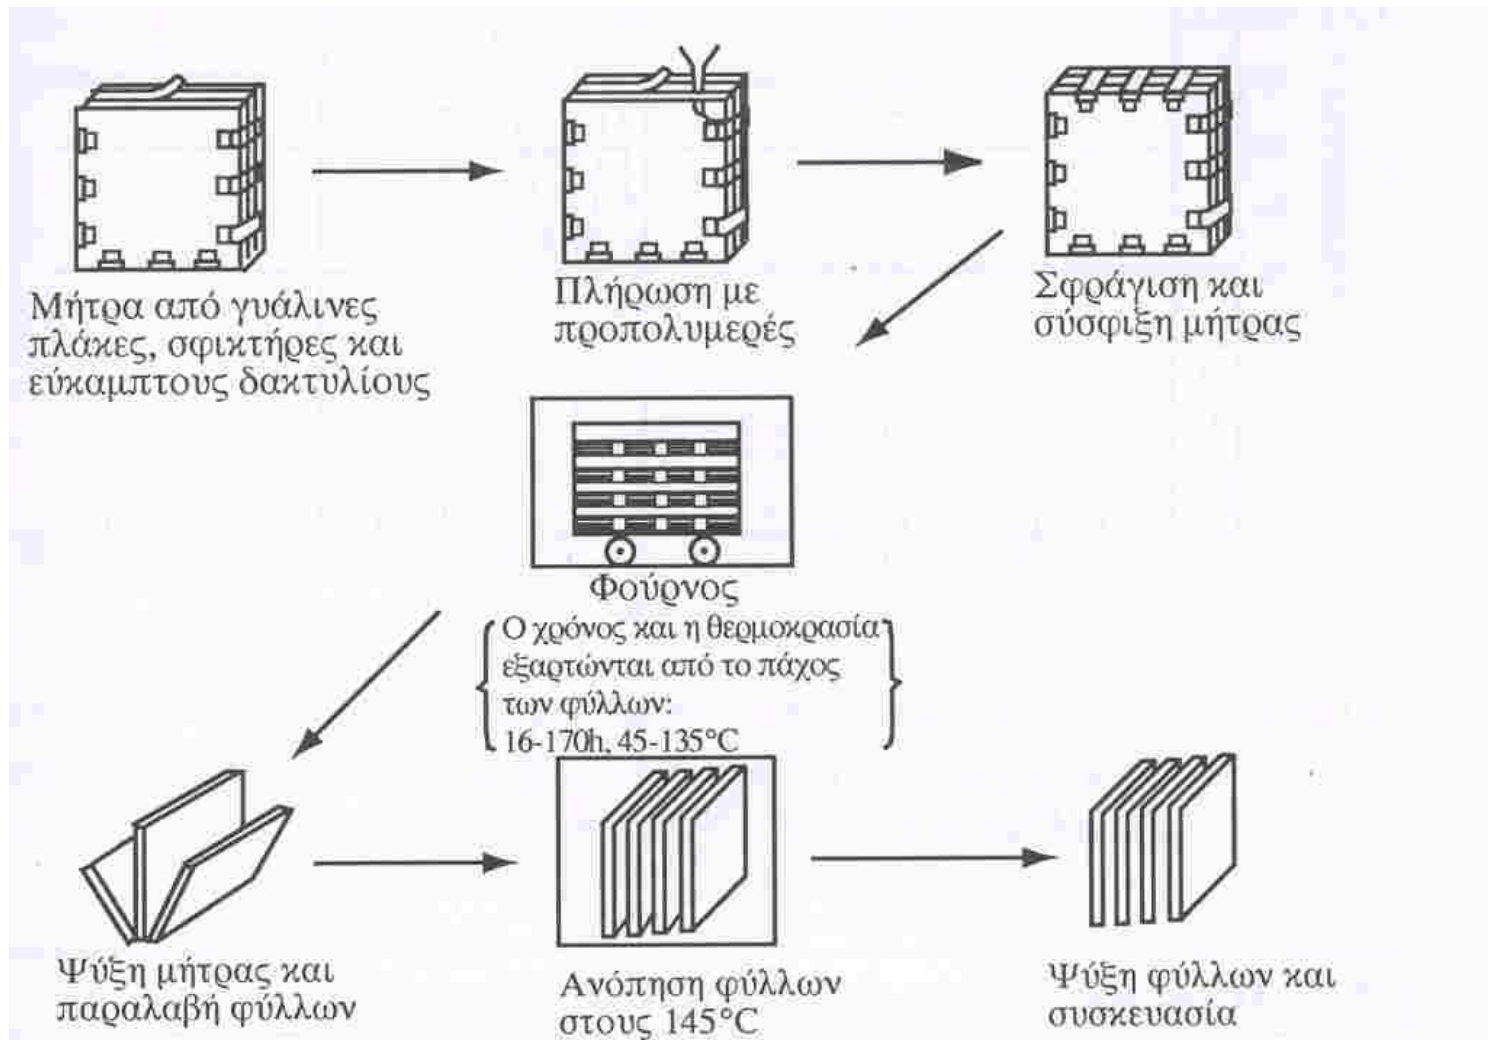 Μήτρα από γυάλινες
πλάκες, σφικτήρες και
εύκαμπτους δακτυλίους
Πλήρωση με
προπολυμερές
Σφράγιση και
σύσφιξη μήτρας
Φούρνος
Ο χρόνος και η θερμοκρασία
εξαρτώνται από το πάχος
των φύλλων:
16-170h, 45-135°C
Ψύξη μήτρας και
παραλαβή φύλλων
Ανόπηση φύλλων
στους 145°C
Ψύξη φύλλων και
συσκευασία